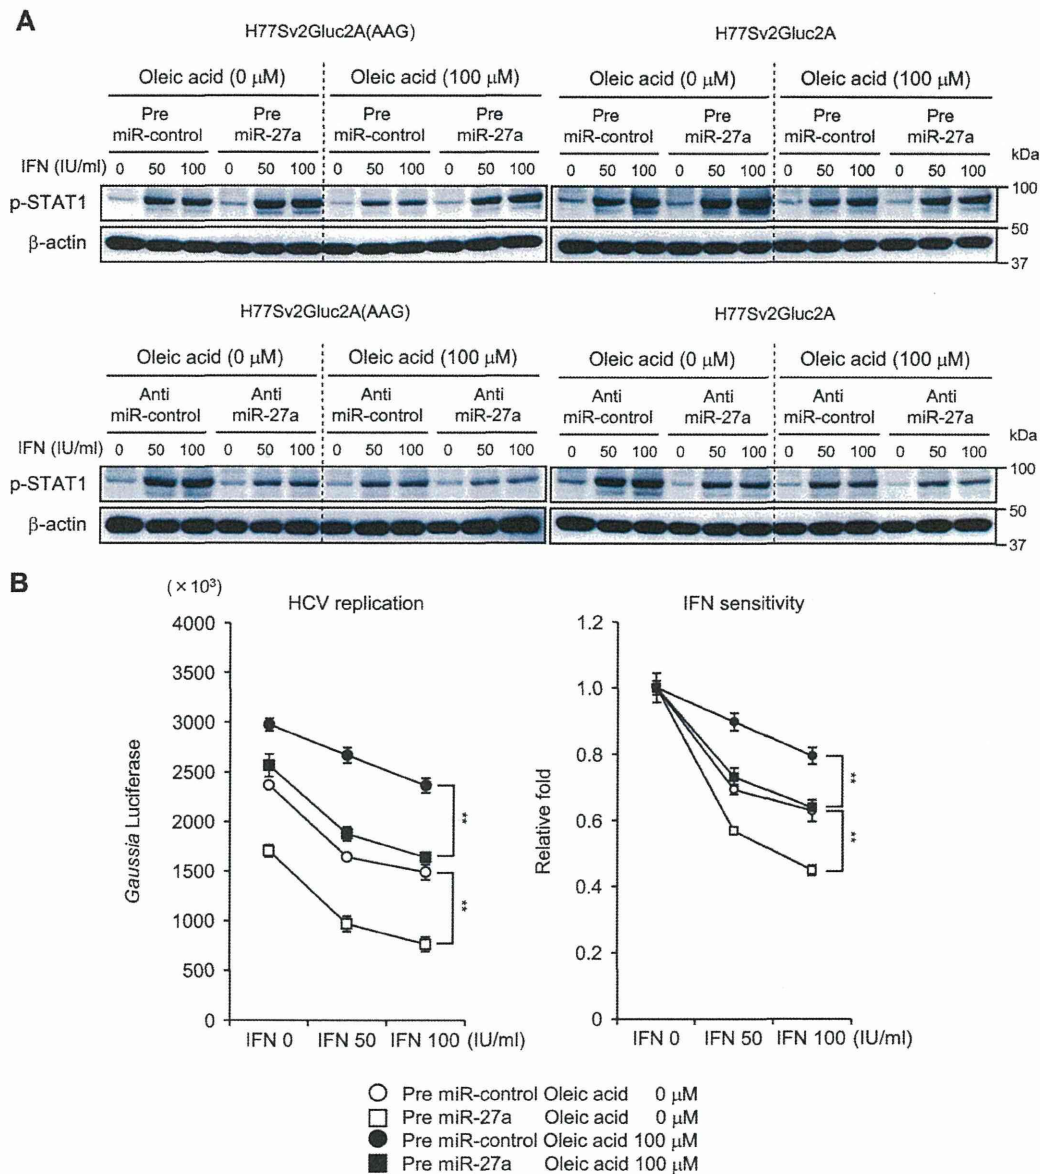 A
H77Sv2Gluc2A(AAG) H77Sv2Gluc2A
Oleic acid (0 μM) Oleic acid (100 μM) Oleic acid (0 μM) Oleic acid (100 μM)
Pre Pre Pre Pre Pre Pre Pre Pre
miR-control miR-27a miR-control miR-27a miR-control miR-27a miR-control miR-27a
kDa
IFN (IU/ml) 0 50 100 0 50 100 0 50 100 0 50 100 0 50 100 0 50 100 0 50 100 0 50 100
100
p-STAT1
50
β-actin
37
H77Sv2Gluc2A(AAG) H77Sv2Gluc2A
Oleic acid (0 μM) Oleic acid (100 μM) Oleic acid (0 μM) Oleic acid (100 μM)
Anti Anti Anti Anti Anti Anti Anti Anti
miR-control miR-27a miR-control miR-27a miR-control miR-27a miR-control miR-27a
kDa
IFN (IU/ml) 0 50 100 0 50 100 0 50 100 0 50 100 0 50 100 0 50 100 0 50 100 0 50 100
100
p-STAT1
50
β-actin
37
B
(×10³)
HCV replication
4000
3500
3000
2500
2000
1500
1000
500
0
Gaussia Luciferase
**
**
IFN 0 IFN 50 IFN 100 (IU/ml)
IFN sensitivity
1.2
1.0
0.8
0.6
0.4
0.2
0
Relative fold
**
**
IFN 0 IFN 50 IFN 100 (IU/ml)
Pre miR-control Oleic acid 0 μM
Pre miR-27a Oleic acid 0 μM
Pre miR-control Oleic acid 100 μM
Pre miR-27a Oleic acid 100 μM